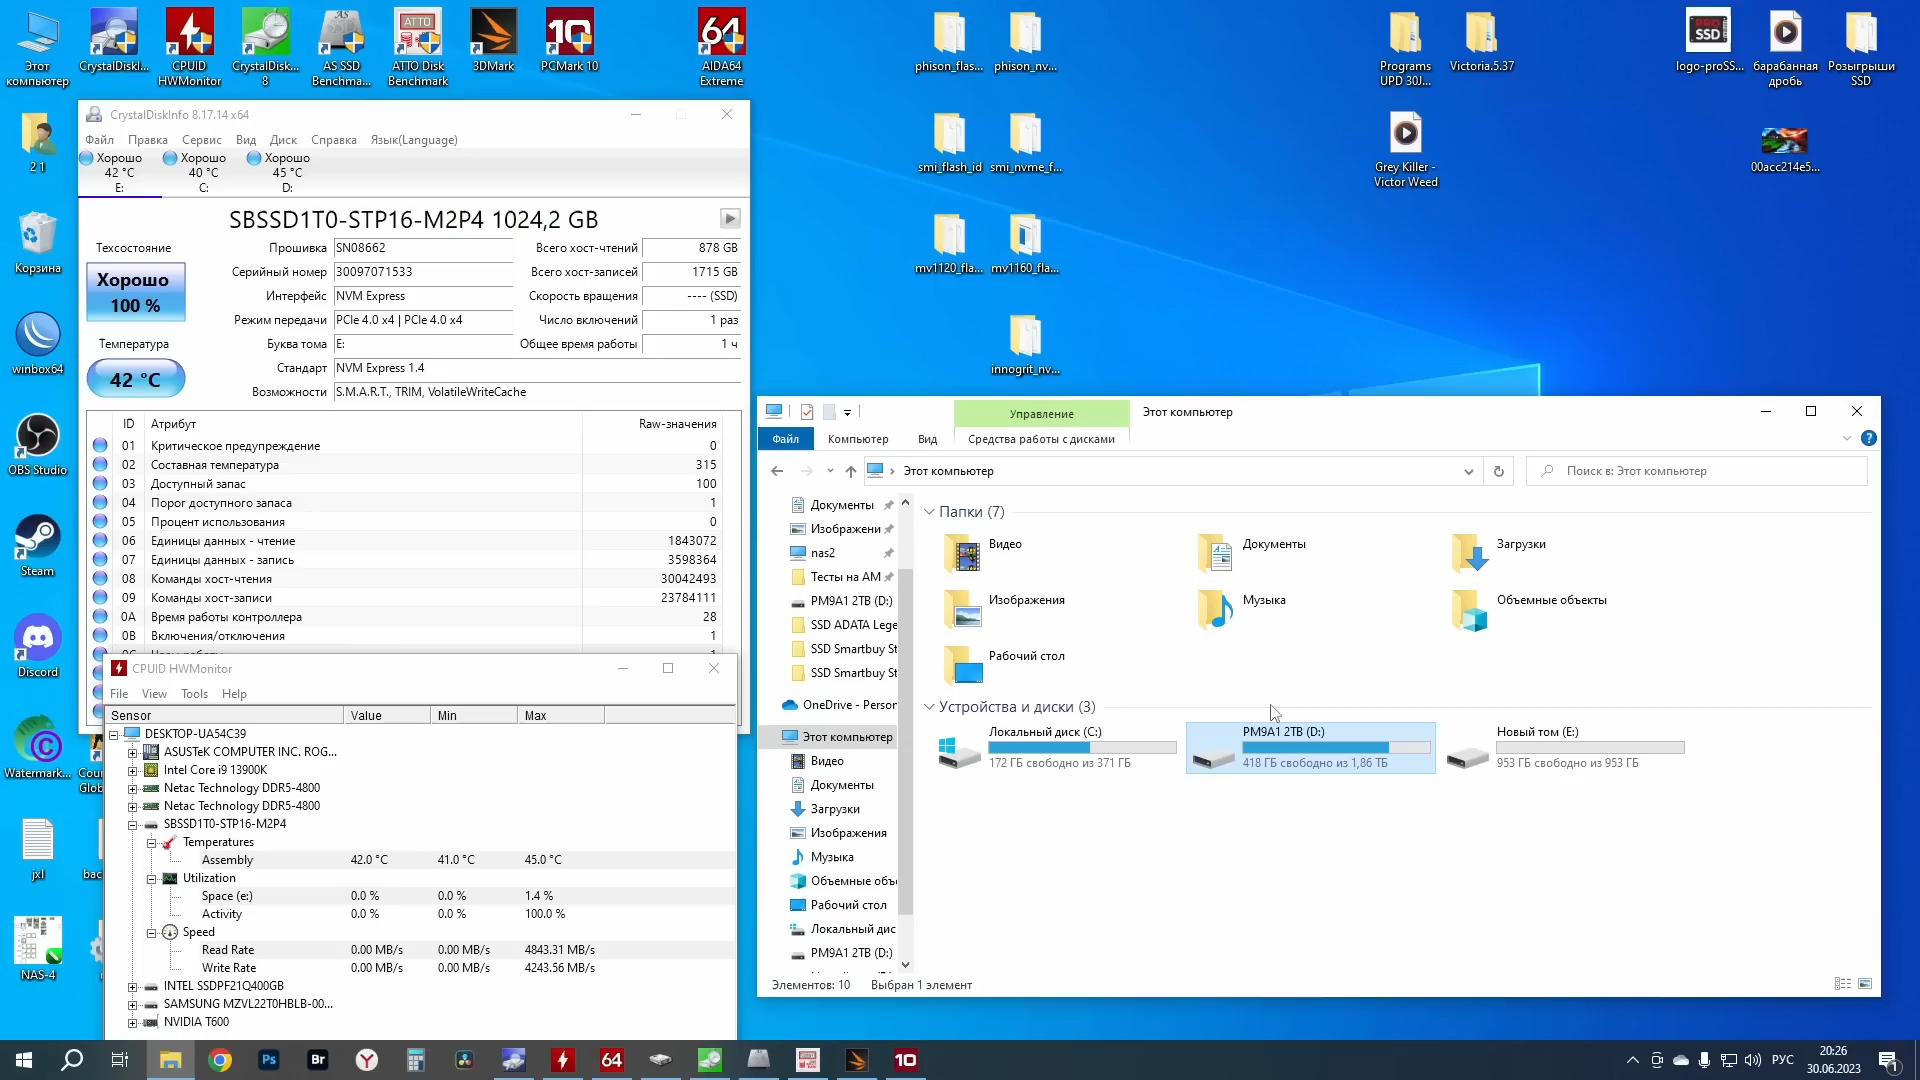 Этот компьютер
CrystalDiskI...
CPUID HWMonitor
CrystalDisk... 8
AS SSD Benchma...
ATTO Disk Benchmark
3DMark
PCMark 10
AIDA64 Extreme
phison_flas...
phison_nv...
Programs UPD 30J...
Victoria.5.37
logo-proSS...
барабанная дробь
Розыгрыши SSD
2 1
Корзина
winbox64
OBS Studio
Steam
Discord
Watermark...
jxl
NAS-4
smi_flash_id
smi_nvme_f...
Grey Killer - Victor Weed
00acc214e5...
mv1120_fla...
mv1160_fla...
innogrit_nv...
CrystalDiskInfo 8.17.14 x64
Файл Правка Сервис Вид Диск Справка Язык(Language)
Хорошо Хорошо Хорошо
42 °C 40 °C 45 °C
E: C: D:
SBSSD1T0-STP16-M2P4 1024,2 GB
Техсостояние
Хорошо
100 %
Температура
42 °C
Прошивка SN08662
Серийный номер 30097071533
Интерфейс NVM Express
Режим передачи PCIe 4.0 x4 | PCIe 4.0 x4
Буква тома E:
Стандарт NVM Express 1.4
Возможности S.M.A.R.T., TRIM, VolatileWriteCache
Всего хост-чтений 878 GB
Всего хост-записей 1715 GB
Скорость вращения ---- (SSD)
Число включений 1 раз
Общее время работы 1 ч
ID Атрибут Raw-значения
01 Критическое предупреждение 0
02 Составная температура 315
03 Доступный запас 100
04 Порог доступного запаса 1
05 Процент использования 0
06 Единицы данных - чтение 1843072
07 Единицы данных - запись 3598364
08 Команды хост-чтения 30042493
09 Команды хост-записи 23784111
0A Время работы контроллера 28
0B Включения/отключения 1
CPUID HWMonitor
File View Tools Help
Sensor Value Min Max
DESKTOP-UA54C39
ASUSTeK COMPUTER INC. ROG...
Intel Core i9 13900K
Netac Technology DDR5-4800
Netac Technology DDR5-4800
SBSSD1T0-STP16-M2P4
Temperatures
Assembly 42.0 °C 41.0 °C 45.0 °C
Utilization
Space (e:) 0.0 % 0.0 % 1.4 %
Activity 0.0 % 0.0 % 100.0 %
Speed
Read Rate 0.00 MB/s 0.00 MB/s 4843.31 MB/s
Write Rate 0.00 MB/s 0.00 MB/s 4243.56 MB/s
INTEL SSDPF21Q400GB
SAMSUNG MZVL22T0HBLB-00...
NVIDIA T600
Управление Этот компьютер
Файл Компьютер Вид Средства работы с дисками
Этот компьютер
Поиск в: Этот компьютер
Документы
Изображени
nas2
Тесты на AM
PM9A1 2TB (D:)
SSD ADATA Lege
SSD Smartbuy St
SSD Smartbuy St
OneDrive - Person
Этот компьютер
Видео
Документы
Загрузки
Изображения
Музыка
Объемные объе
Рабочий стол
Локальный дис
PM9A1 2TB (D:)
Папки (7)
Видео
Документы
Загрузки
Изображения
Музыка
Объемные объекты
Рабочий стол
Устройства и диски (3)
Локальный диск (C:)
172 ГБ свободно из 371 ГБ
PM9A1 2TB (D:)
418 ГБ свободно из 1,86 ТБ
Новый том (E:)
953 ГБ свободно из 953 ГБ
Элементов: 10 Выбран 1 элемент
РУС
20:26
30.06.2023